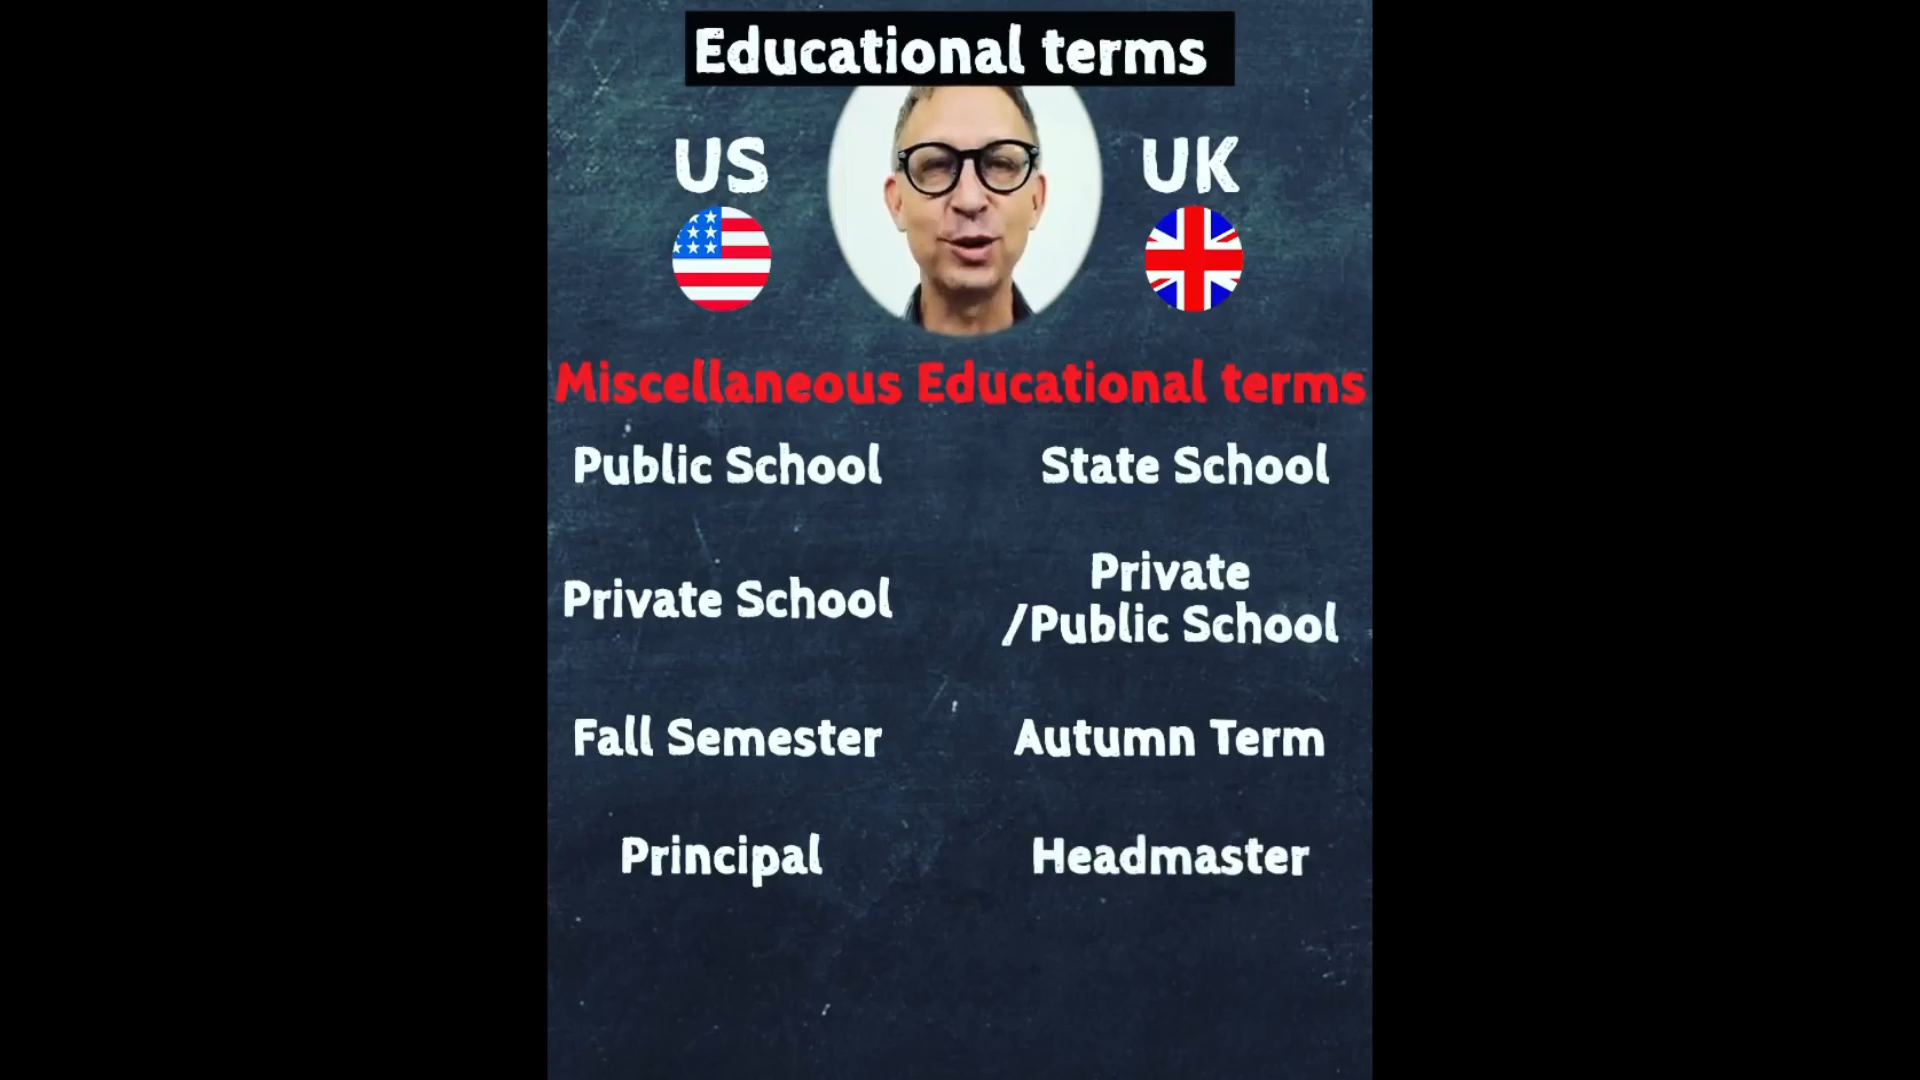 Educational terms
US
UK
Miscellaneous Educational terms
Public School
State School
Private School
Private
/Public School
Fall Semester
Autumn Term
Principal
Headmaster